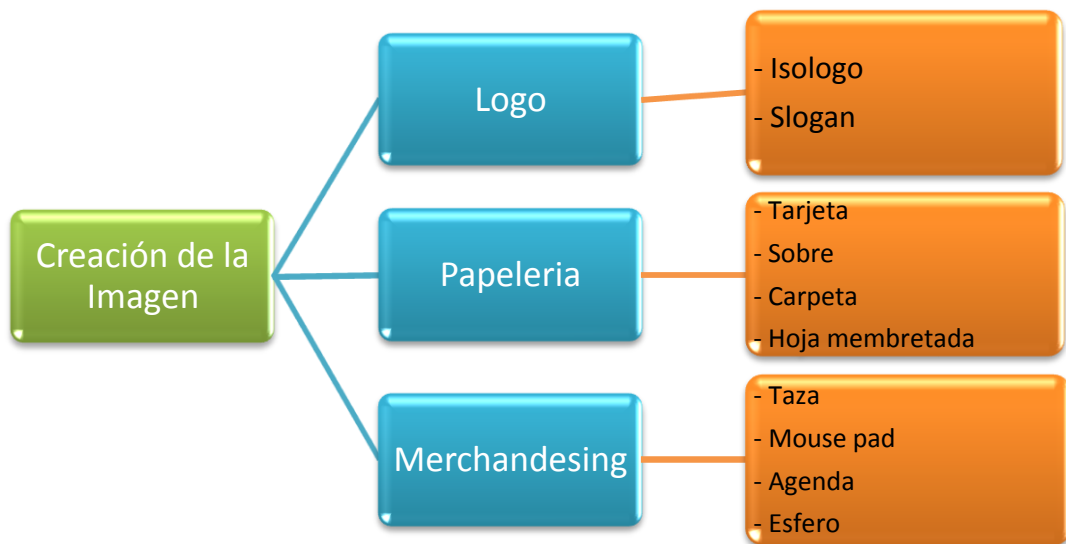 Creación de la
Imagen
Logo
- Isologo
- Slogan
Papeleria
- Tarjeta
- Sobre
- Carpeta
- Hoja membretada
Merchandesing
- Taza
- Mouse pad
- Agenda
- Esfero